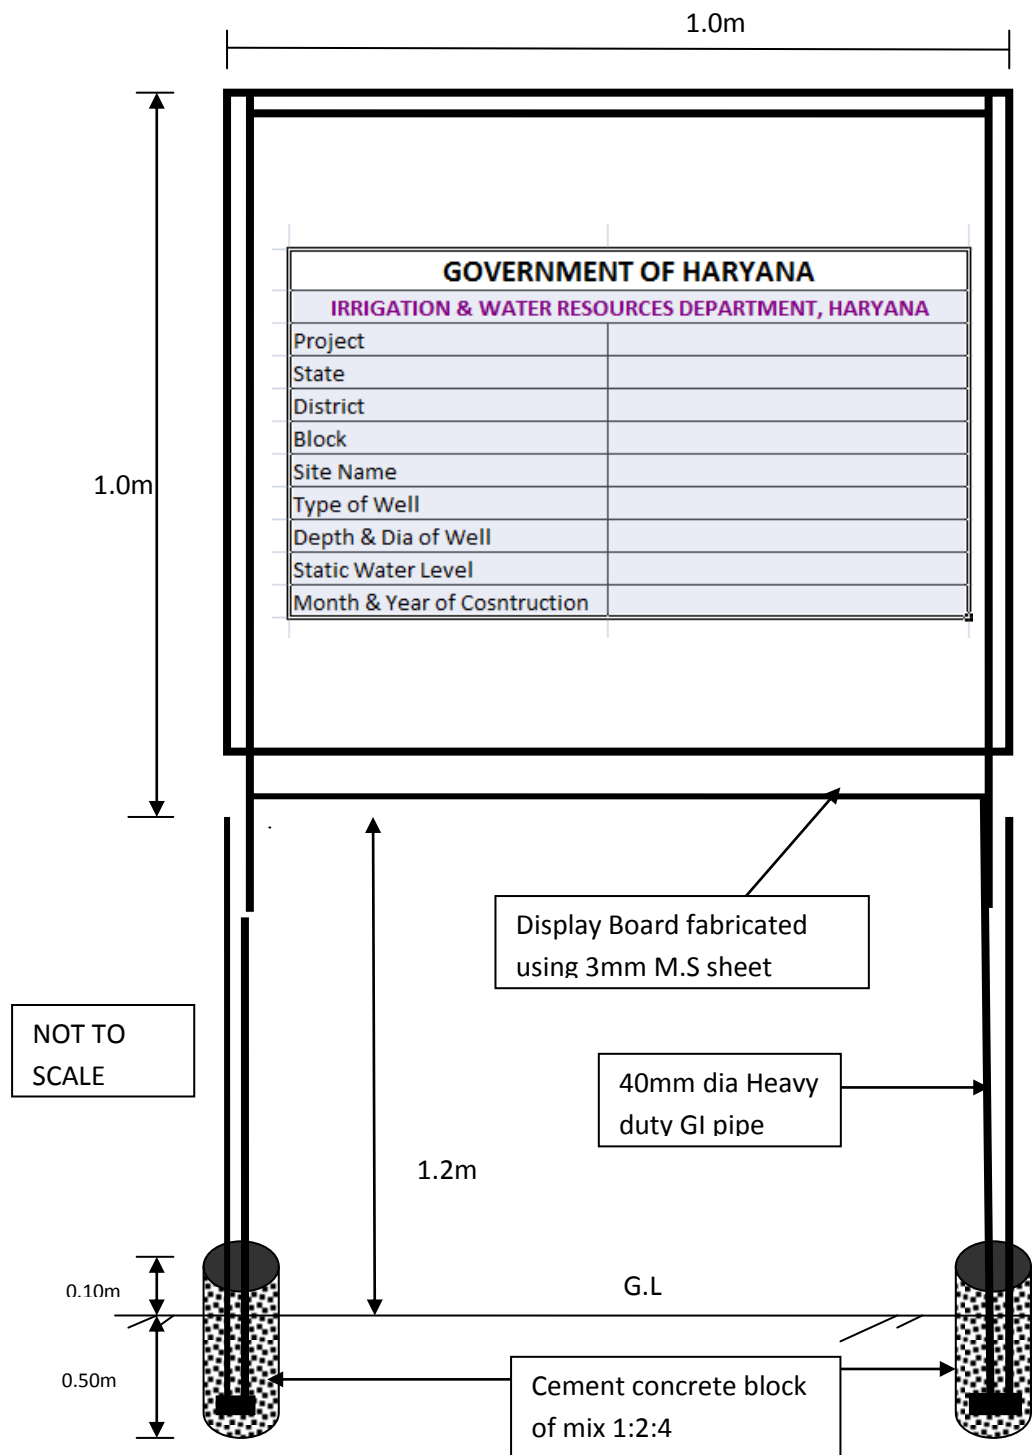 1.0m
GOVERNMENT OF HARYANA
IRRIGATION & WATER RESOURCES DEPARTMENT, HARYANA
Project
State
District
Block
Site Name
Type of Well
Depth & Dia of Well
Static Water Level
Month & Year of Cosntruction
1.0m
Display Board fabricated
using 3mm M.S sheet
NOT TO
SCALE
40mm dia Heavy
duty GI pipe
1.2m
0.10m
G.L
0.50m
Cement concrete block
of mix 1:2:4